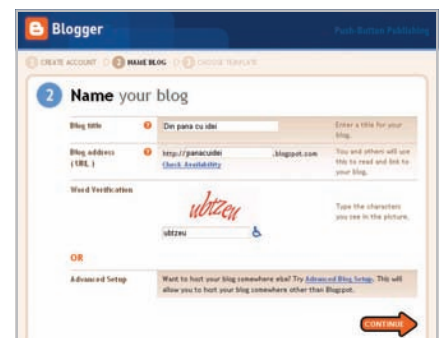 Blogger
Push-Button Publishing
1 CREATE ACCOUNT 2 NAME BLOG 3 CHOOSE TEMPLATE
2 Name your blog
Blog title
Din pana cu idei
Enter a title for your
blog.
Blog address
(URL)
http://panacuidei .blogspot.com
Check Availability
You and others will use
this to read and link to
your blog.
Word Verification
ubtzeu
ubtzeu
Type the characters
you see in the picture.
OR
Advanced Setup
Want to host your blog somewhere else? Try Advanced Blog Setup. This will
allow you to host your blog somewhere other than Blogspot.
CONTINUE